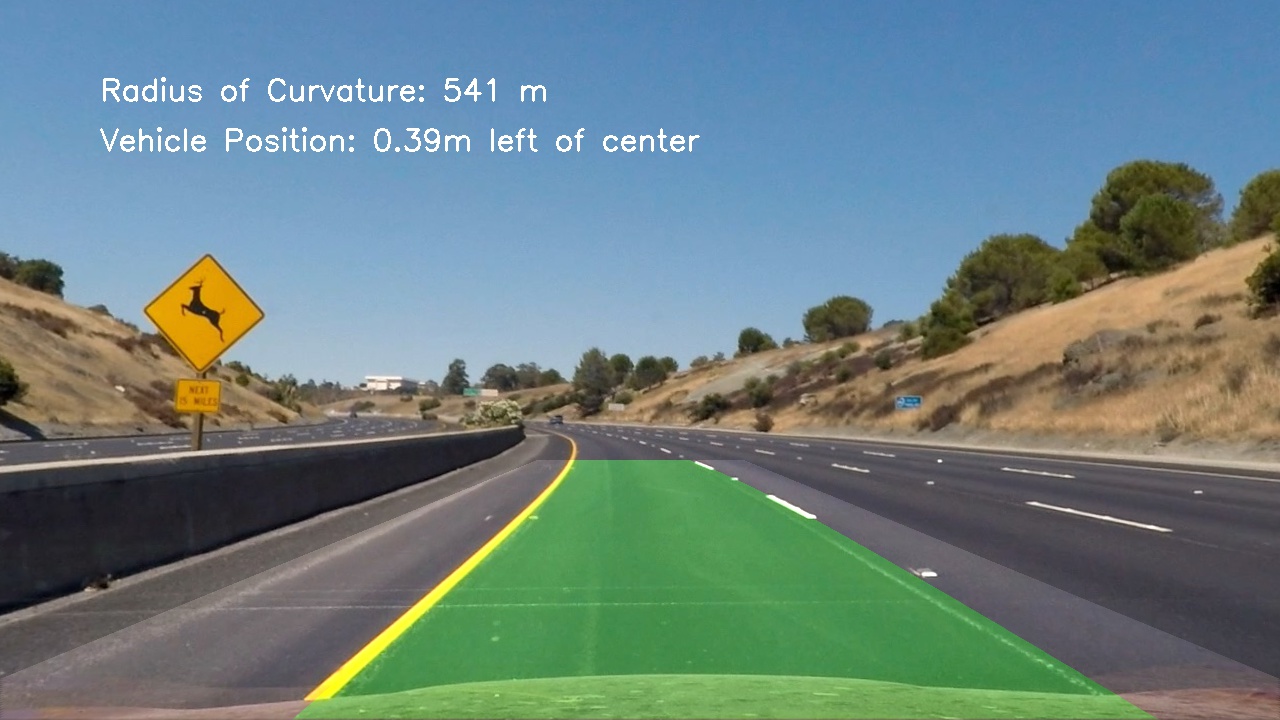 Radius of Curvature: 541 m
Vehicle Position: 0.39m left of center
NEXT
15 MILES